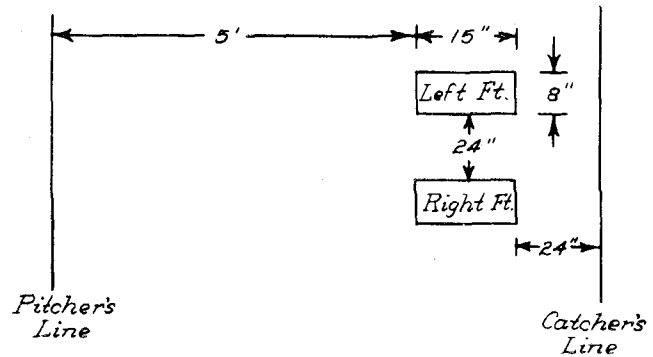 5' 15"
Left Ft. 8"
24"
Right Ft.
24"
Pitcher's
Line
Catcher's
Line